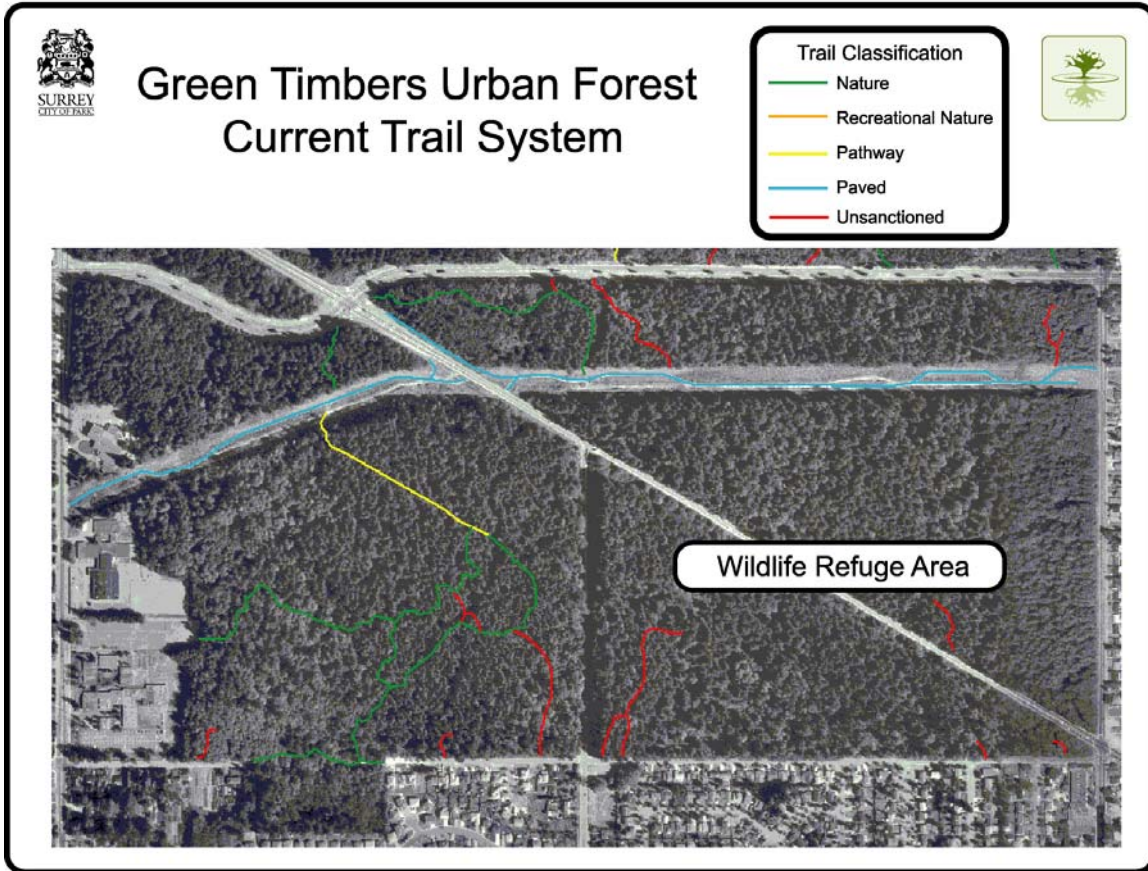 SURREY
CITY OF PARKS
Green Timbers Urban Forest
Current Trail System
Trail Classification
Nature
Recreational Nature
Pathway
Paved
Unsanctioned
Wildlife Refuge Area